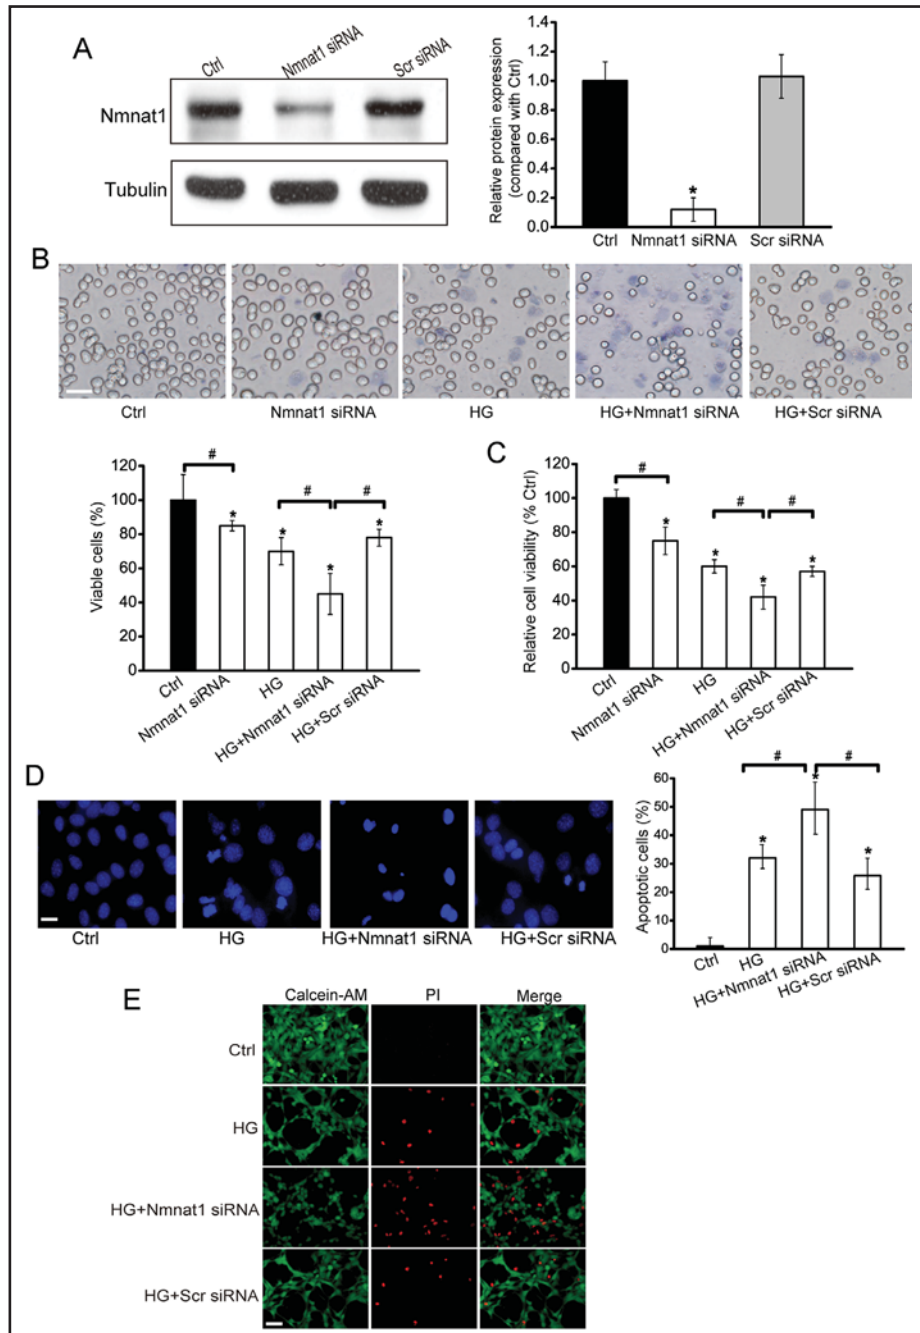 A
Ctrl
Nmnat1 siRNA
Scr siRNA
Nmnat1
Tubulin
Relative protein expression
(compared with Ctrl)
1.4
1.2
1.0
0.8
0.6
0.4
0.2
0.0
*
Ctrl
Nmnat1 siRNA
Scr siRNA
B
Ctrl
Nmnat1 siRNA
HG
HG+Nmnat1 siRNA
HG+Scr siRNA
Viable cells (%)
120
100
80
60
40
20
0
#
#
#
*
*
*
*
Ctrl
Nmnat1 siRNA
HG
HG+Nmnat1 siRNA
HG+Scr siRNA
C
Relative cell viability (% Ctrl)
120
100
80
60
40
20
0
#
#
#
*
*
*
*
Ctrl
Nmnat1 siRNA
HG
HG+Nmnat1 siRNA
HG+Scr siRNA
D
Ctrl
HG
HG+Nmnat1 siRNA
HG+Scr siRNA
Apoptotic cells (%)
60
50
40
30
20
10
0
#
#
*
*
*
Ctrl
HG
HG+Nmnat1 siRNA
HG+Scr siRNA
E
Calcein-AM
PI
Merge
Ctrl
HG
HG+Nmnat1 siRNA
HG+Scr siRNA